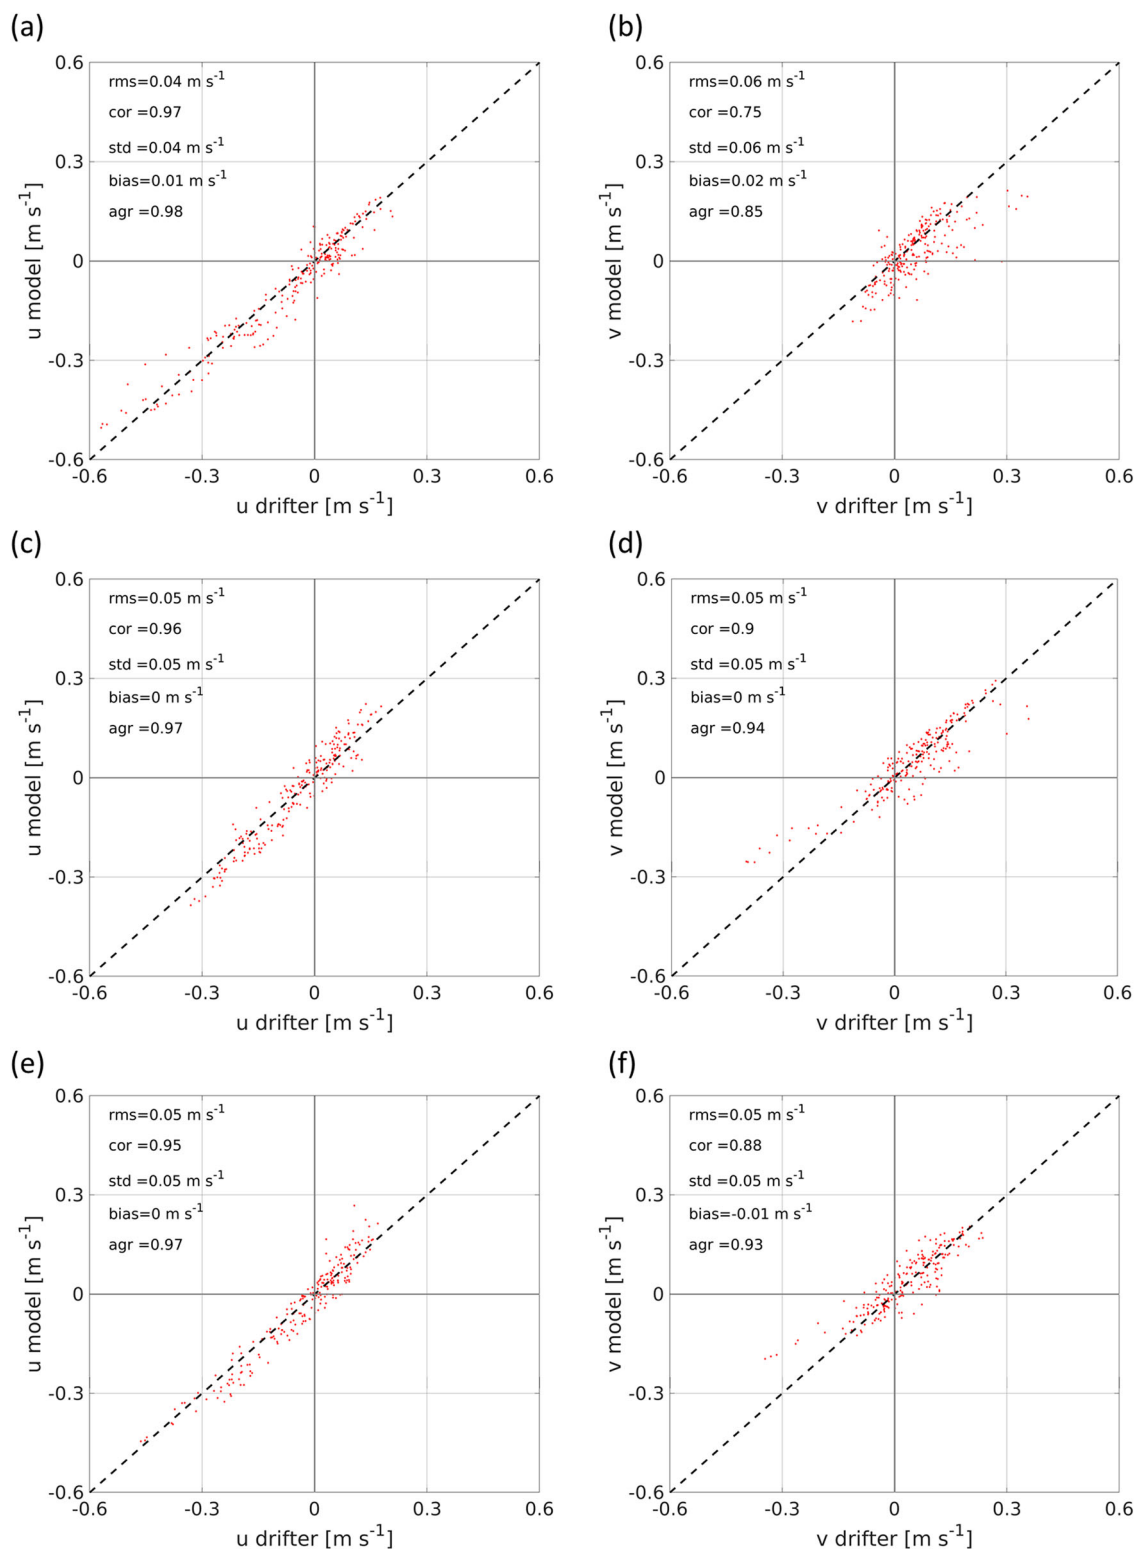 (a)
0.6
rms=0.04 m s-1
cor =0.97
std =0.04 m s-1
0.3
bias=0.01 m s-1
agr =0.98
u model [m s-1]
0
-0.3
-0.6
-0.6 -0.3 0 0.3 0.6
u drifter [m s-1]
(b)
0.6
rms=0.06 m s-1
cor =0.75
std =0.06 m s-1
0.3
bias=0.02 m s-1
agr =0.85
v model [m s-1]
0
-0.3
-0.6
-0.6 -0.3 0 0.3 0.6
v drifter [m s-1]
(c)
0.6
rms=0.05 m s-1
cor =0.96
std =0.05 m s-1
0.3
bias=0 m s-1
agr =0.97
u model [m s-1]
0
-0.3
-0.6
-0.6 -0.3 0 0.3 0.6
u drifter [m s-1]
(d)
0.6
rms=0.05 m s-1
cor =0.9
std =0.05 m s-1
0.3
bias=0 m s-1
agr =0.94
v model [m s-1]
0
-0.3
-0.6
-0.6 -0.3 0 0.3 0.6
v drifter [m s-1]
(e)
0.6
rms=0.05 m s-1
cor =0.95
std =0.05 m s-1
0.3
bias=0 m s-1
agr =0.97
u model [m s-1]
0
-0.3
-0.6
-0.6 -0.3 0 0.3 0.6
u drifter [m s-1]
(f)
0.6
rms=0.05 m s-1
cor =0.88
std =0.05 m s-1
0.3
bias=-0.01 m s-1
agr =0.93
v model [m s-1]
0
-0.3
-0.6
-0.6 -0.3 0 0.3 0.6
v drifter [m s-1]